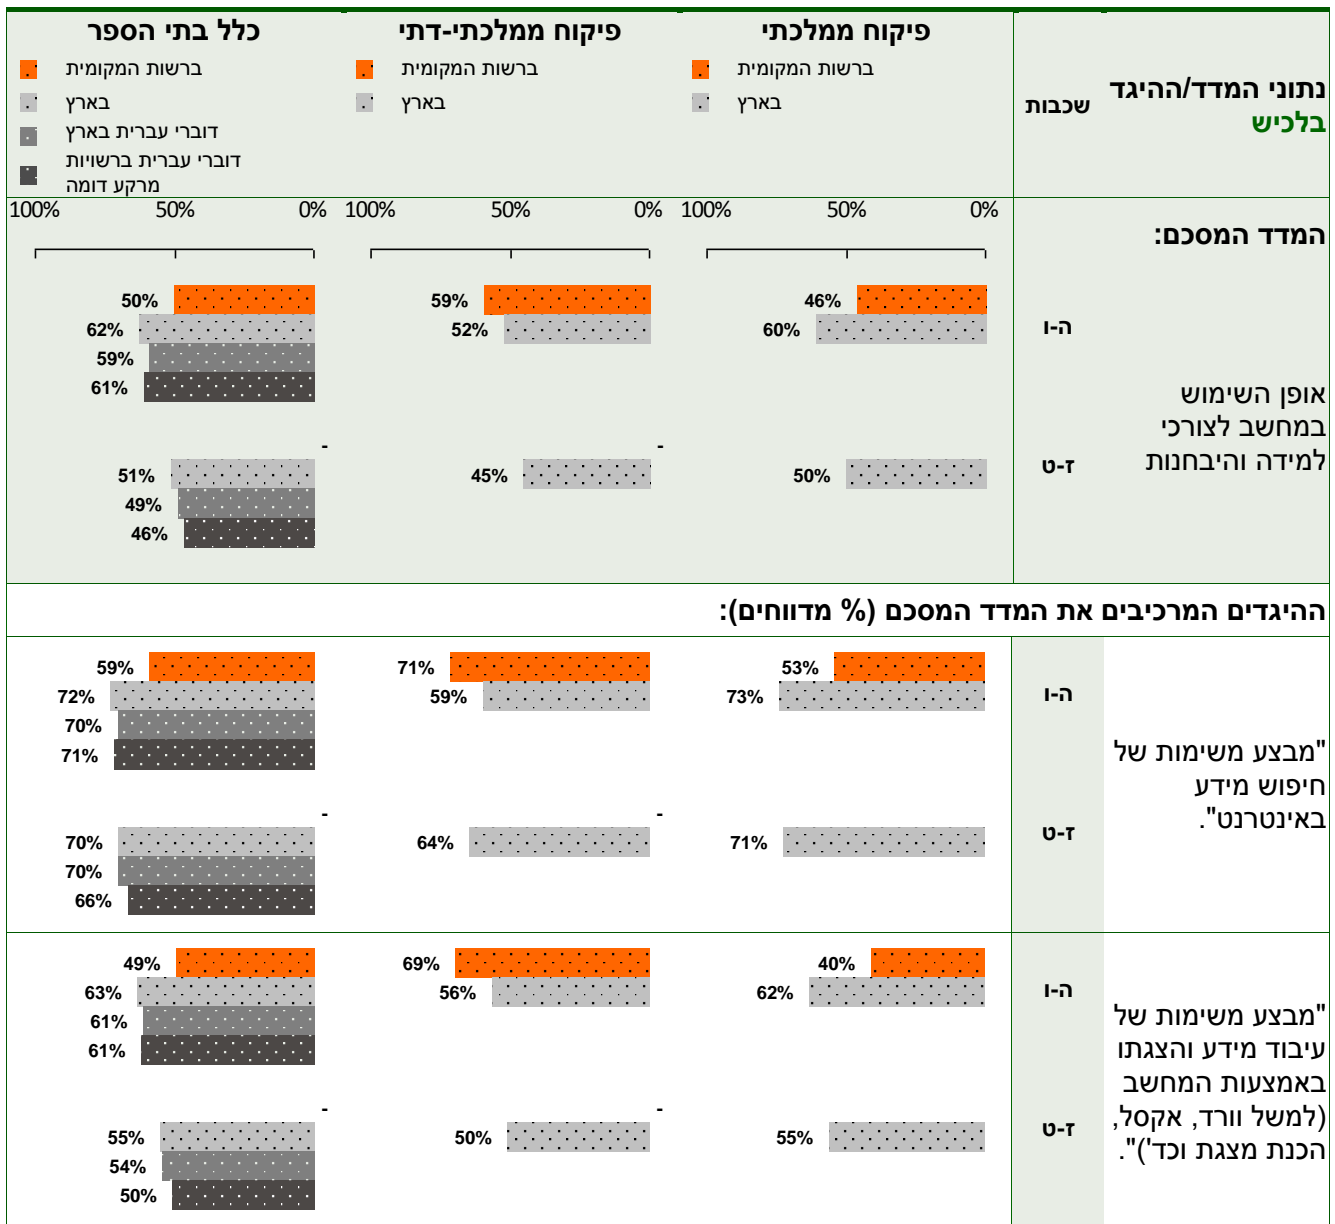 נתוני המדד/ההיגד
בלכיש
שכבות
פיקוח ממלכתי
ברשות המקומית
בארץ
פיקוח ממלכתי-דתי
ברשות המקומית
בארץ
כלל בתי הספר
ברשות המקומית
בארץ
דוברי עברית בארץ
דוברי עברית ברשויות
מרקע דומה
המדד המסכם:
0% 50% 100%
0% 50% 100%
0% 50% 100%
אופן השימוש
במחשב לצורכי
למידה והיבחנות
ה-ו
46%
60%
59%
52%
50%
62%
59%
61%
ז-ט
50%
-
45%
-
51%
49%
46%
ההיגדים המרכיבים את המדד המסכם (% מדווחים):
"מבצע משימות של
חיפוש מידע
באינטרנט".
ה-ו
53%
73%
71%
59%
59%
72%
70%
71%
ז-ט
71%
-
64%
-
70%
70%
66%
"מבצע משימות של
עיבוד מידע והצגתו
באמצעות המחשב
(למשל וורד, אקסל,
הכנת מצגת וכד')".
ה-ו
40%
62%
69%
56%
49%
63%
61%
61%
ז-ט
55%
-
50%
-
55%
54%
50%